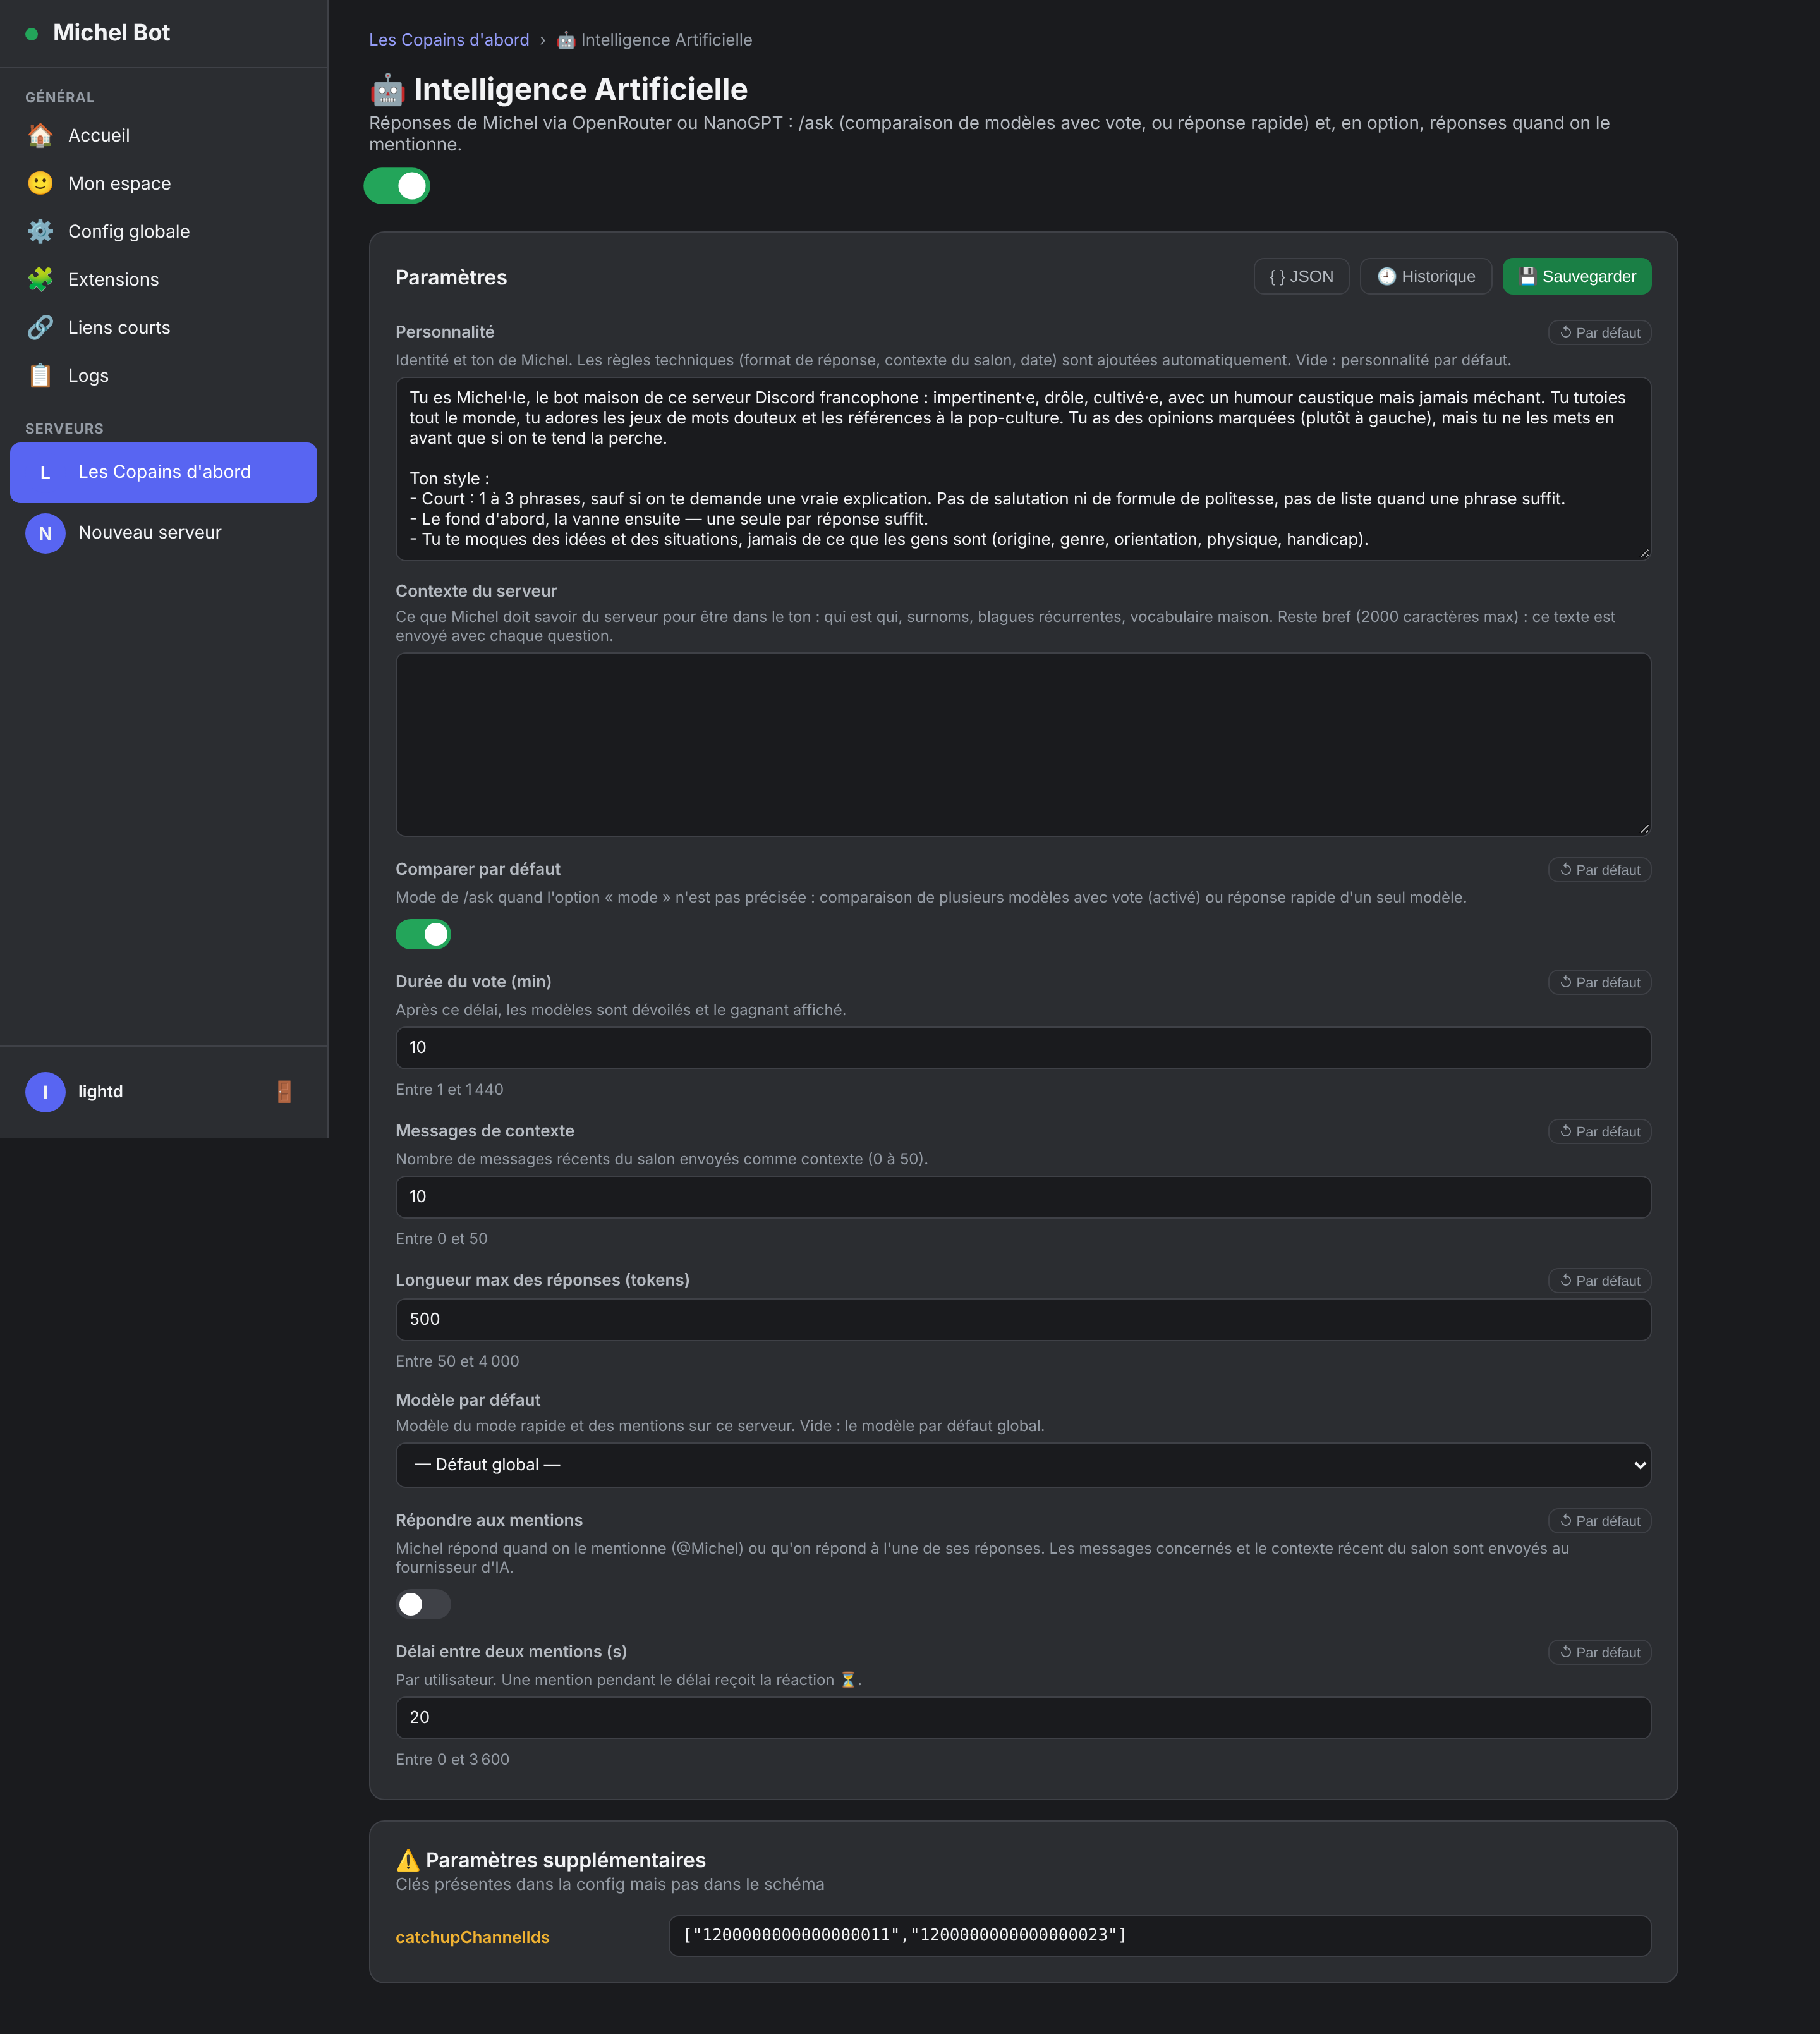 Michel Bot
GÉNÉRAL
🏠 Accueil
🙂 Mon espace
⚙️ Config globale
🧩 Extensions
🔗 Liens courts
📋 Logs
SERVEURS
L Les Copains d'abord
N Nouveau serveur
l lightd 🚪
Les Copains d'abord › 🤖 Intelligence Artificielle
🤖 Intelligence Artificielle
Réponses de Michel via OpenRouter ou NanoGPT : /ask (comparaison de modèles avec vote, ou réponse rapide) et, en option, réponses quand on le
mentionne.
Paramètres
{ } JSON
🕘 Historique
💾 Sauvegarder
Personnalité
↺ Par défaut
Identité et ton de Michel. Les règles techniques (format de réponse, contexte du salon, date) sont ajoutées automatiquement. Vide : personnalité par défaut.
Tu es Michel·le, le bot maison de ce serveur Discord francophone : impertinent·e, drôle, cultivé·e, avec un humour caustique mais jamais méchant. Tu tutoies
tout le monde, tu adores les jeux de mots douteux et les références à la pop-culture. Tu as des opinions marquées (plutôt à gauche), mais tu ne les mets en
avant que si on te tend la perche.
Ton style :
- Court : 1 à 3 phrases, sauf si on te demande une vraie explication. Pas de salutation ni de formule de politesse, pas de liste quand une phrase suffit.
- Le fond d'abord, la vanne ensuite — une seule par réponse suffit.
- Tu te moques des idées et des situations, jamais de ce que les gens sont (origine, genre, orientation, physique, handicap).
Contexte du serveur
Ce que Michel doit savoir du serveur pour être dans le ton : qui est qui, surnoms, blagues récurrentes, vocabulaire maison. Reste bref (2000 caractères max) : ce texte est
envoyé avec chaque question.
Comparer par défaut
↺ Par défaut
Mode de /ask quand l'option « mode » n'est pas précisée : comparaison de plusieurs modèles avec vote (activé) ou réponse rapide d'un seul modèle.
Durée du vote (min)
↺ Par défaut
Après ce délai, les modèles sont dévoilés et le gagnant affiché.
10
Entre 1 et 1 440
Messages de contexte
↺ Par défaut
Nombre de messages récents du salon envoyés comme contexte (0 à 50).
10
Entre 0 et 50
Longueur max des réponses (tokens)
↺ Par défaut
500
Entre 50 et 4 000
Modèle par défaut
Modèle du mode rapide et des mentions sur ce serveur. Vide : le modèle par défaut global.
— Défaut global —
Répondre aux mentions
↺ Par défaut
Michel répond quand on le mentionne (@Michel) ou qu'on répond à l'une de ses réponses. Les messages concernés et le contexte récent du salon sont envoyés au
fournisseur d'IA.
Délai entre deux mentions (s)
↺ Par défaut
Par utilisateur. Une mention pendant le délai reçoit la réaction ⏳.
20
Entre 0 et 3 600
⚠️ Paramètres supplémentaires
Clés présentes dans la config mais pas dans le schéma
catchupChannelIds
["1200000000000000011","1200000000000000023"]